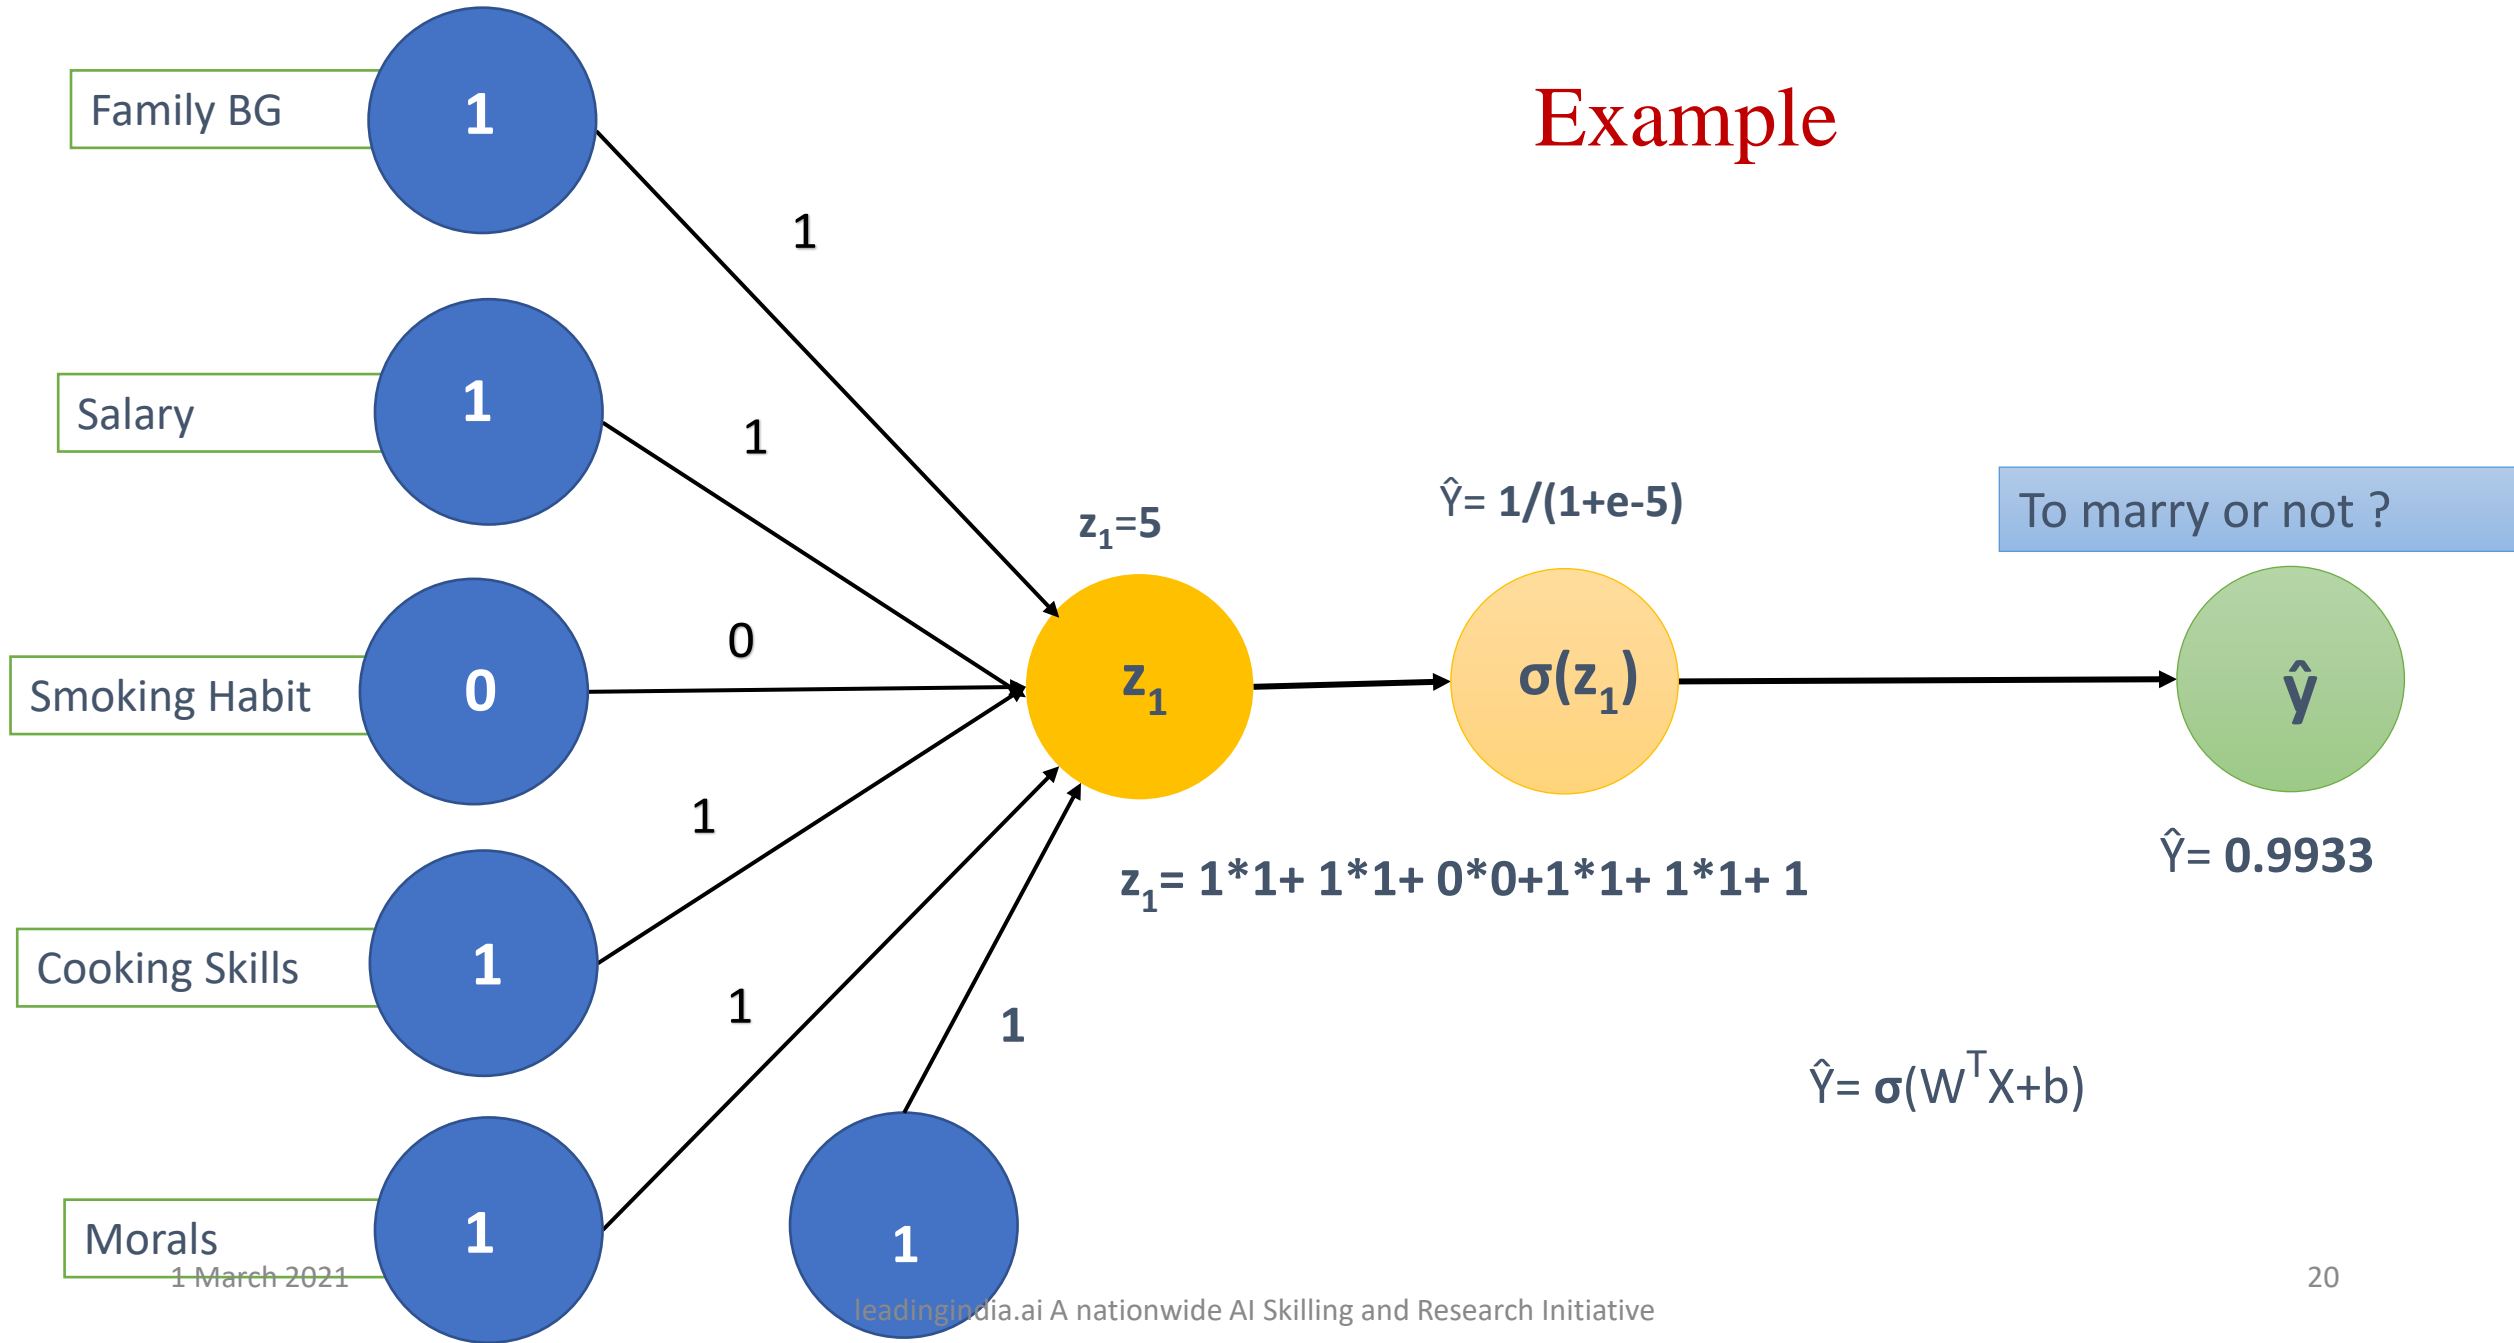 Example
Family BG
1
1
Salary
1
1
Smoking Habit
0
0
Cooking Skills
1
1
Morals
1
1
1
1
z₁=5
z₁
z₁= 1*1+ 1*1+ 0*0+1*1+ 1*1+ 1
Ŷ= 1/(1+e-5)
σ(z₁)
To marry or not ?
ŷ
Ŷ= 0.9933
Ŷ= σ(WᵀX+b)
1 March 2021
leadingindia.ai A nationwide AI Skilling and Research Initiative
20